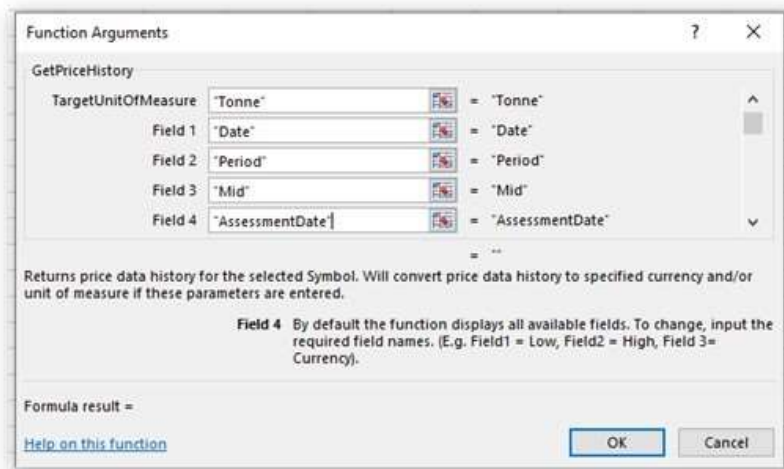 Function Arguments ? ×
GetPriceHistory
TargetUnitOfMeasure "Tonne" = "Tonne"
Field 1 "Date" = "Date"
Field 2 "Period" = "Period"
Field 3 "Mid" = "Mid"
Field 4 "AssessmentDate" = "AssessmentDate"
= ""
Returns price data history for the selected Symbol. Will convert price data history to specified currency and/or
unit of measure if these parameters are entered.
Field 4 By default the function displays all available fields. To change, input the
required field names. (E.g. Field1 = Low, Field2 = High, Field 3=
Currency).
Formula result =
Help on this function OK Cancel